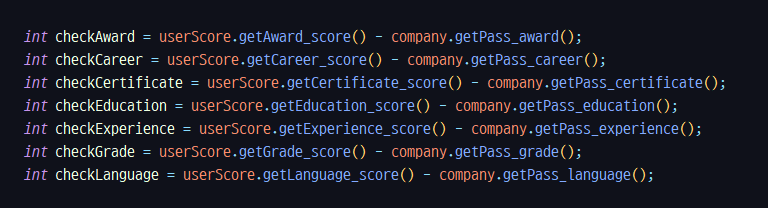 int checkAward = userScore.getAward_score() - company.getPass_award();
int checkCareer = userScore.getCareer_score() - company.getPass_career();
int checkCertificate = userScore.getCertificate_score() - company.getPass_certificate();
int checkEducation = userScore.getEducation_score() - company.getPass_education();
int checkExperience = userScore.getExperience_score() - company.getPass_experience();
int checkGrade = userScore.getGrade_score() - company.getPass_grade();
int checkLanguage = userScore.getLanguage_score() - company.getPass_language();